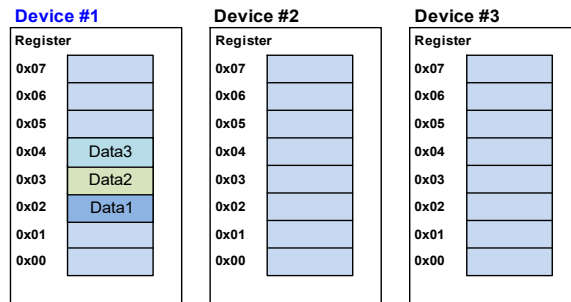 Device #1
Device #2
Device #3
Register
Register
Register
0x07
0x07
0x07
0x06
0x06
0x06
0x05
0x05
0x05
0x04
Data3
0x04
0x04
0x03
Data2
0x03
0x03
0x02
Data1
0x02
0x02
0x01
0x01
0x01
0x00
0x00
0x00